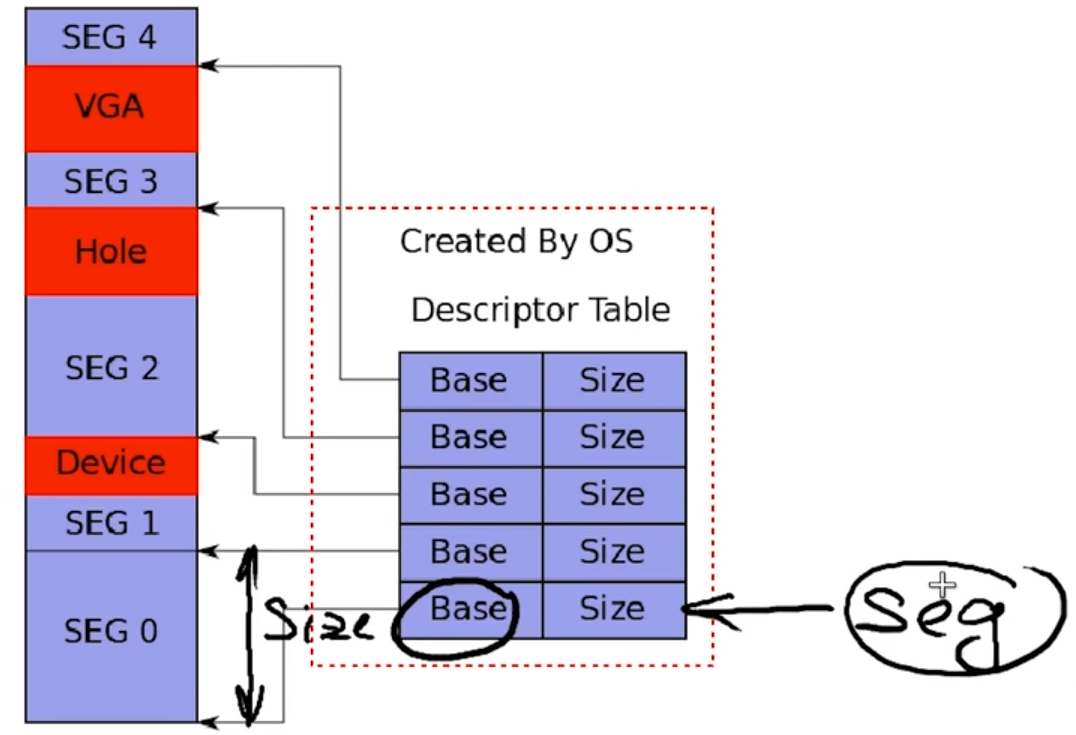 SEG 4
VGA
SEG 3
Hole
SEG 2
Device
SEG 1
SEG 0
Created By OS
Descriptor Table
Base Size
Base Size
Base Size
Base Size
Base Size
Size
Seg